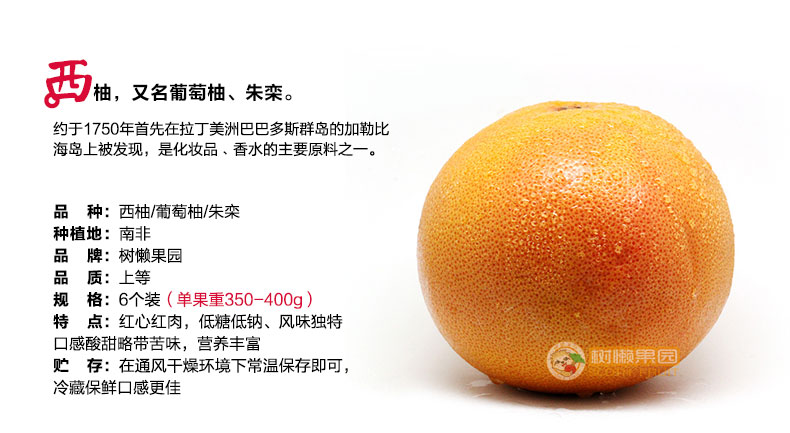 西柚，又名葡萄柚、朱栾。
约于1750年首先在拉丁美洲巴巴多斯群岛的加勒比
海岛上被发现，是化妆品、香水的主要原料之一。
品 种：西柚/葡萄柚/朱栾
种植地：南非
品 牌：树懒果园
品 质：上等
规 格：6个装（单果重350-400g）
特 点：红心红肉，低糖低钠、风味独特
口感酸甜略带苦味，营养丰富
贮 存：在通风干燥环境下常温保存即可，
冷藏保鲜口感更佳
树懒果园